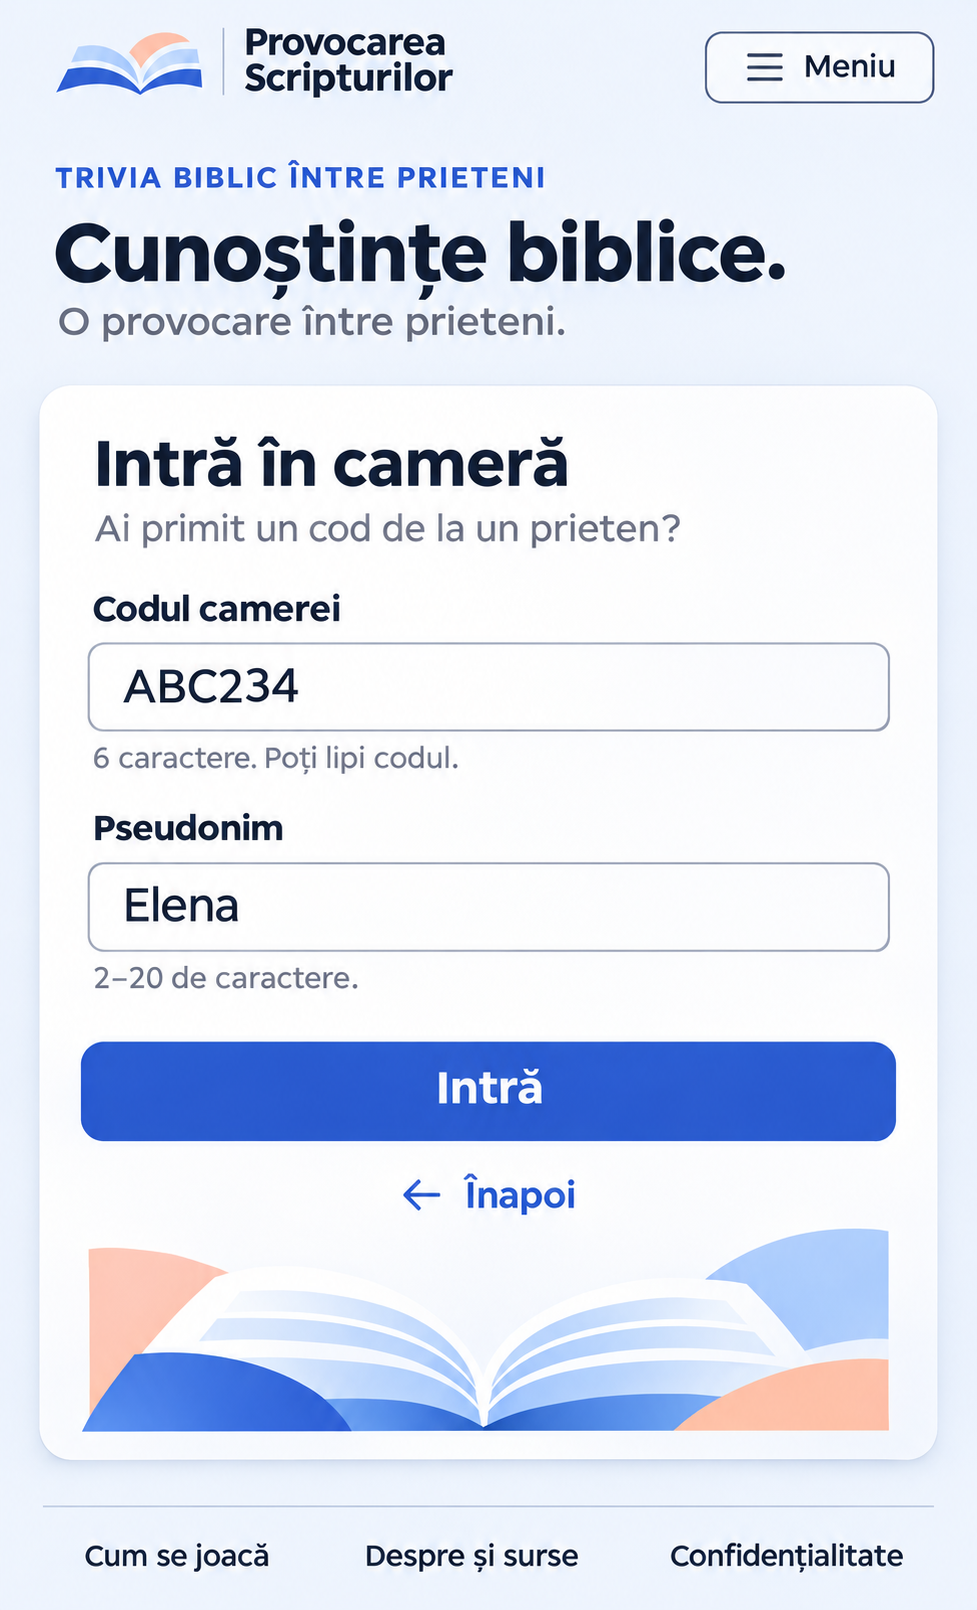 Provocarea
Scripturilor
Meniu
TRIVIA BIBLIC ÎNTRE PRIETENI
Cunoștințe biblice.
O provocare între prieteni.
Intră în cameră
Ai primit un cod de la un prieten?
Codul camerei
ABC234
6 caractere. Poți lipi codul.
Pseudonim
Elena
2–20 de caractere.
Intră
← Înapoi
Cum se joacă
Despre și surse
Confidențialitate